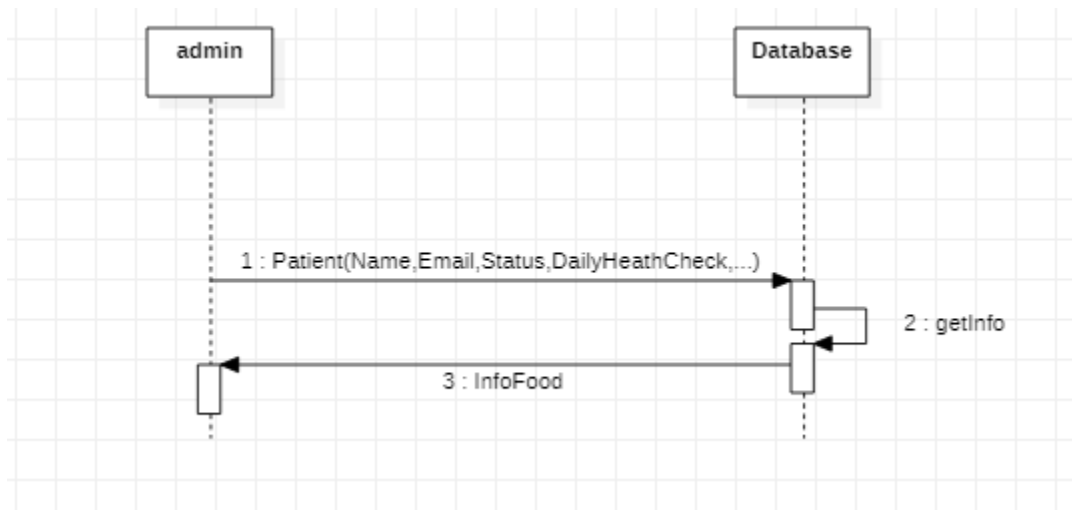 admin
Database
1 : Patient(Name,Email,Status,DailyHeathCheck,...)
2 : getInfo
3 : InfoFood